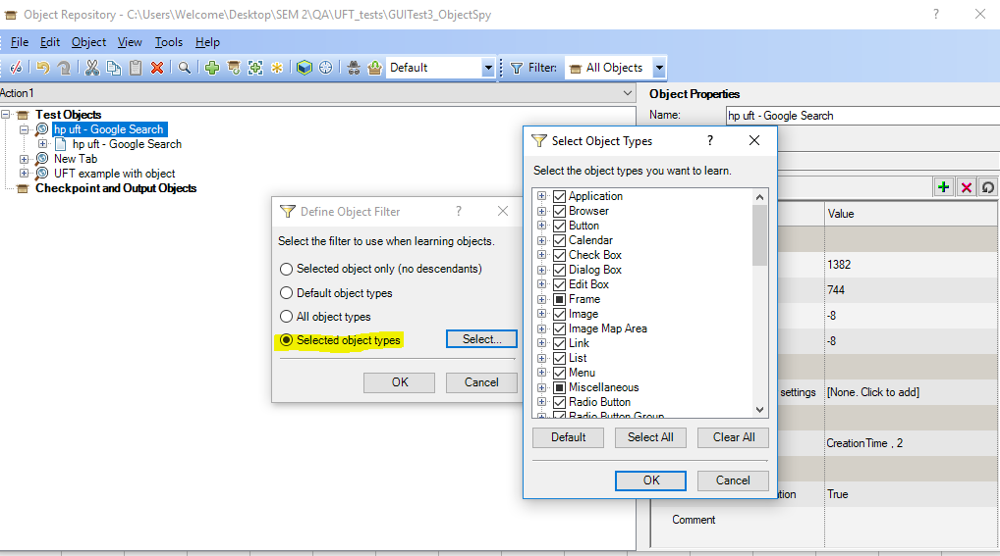 Object Repository - C:\Users\Welcome\Desktop\SEM 2\QA\UFT_tests\GUITest3_ObjectSpy
File Edit Object View Tools Help
Default
Filter: All Objects
Action1
Test Objects
hp uft - Google Search
hp uft - Google Search
New Tab
UFT example with object
Checkpoint and Output Objects
Define Object Filter ?
Select the filter to use when learning objects.
Selected object only (no descendants)
Default object types
All object types
Selected object types
Select...
OK Cancel
Select Object Types ?
Select the object types you want to learn.
Application
Browser
Button
Calendar
Check Box
Dialog Box
Edit Box
Frame
Image
Image Map Area
Link
List
Menu
Miscellaneous
Radio Button
Radio Button Group
Default Select All Clear All
OK Cancel
Object Properties
Name: hp uft - Google Search
Value
1382
744
-8
-8
settings [None. Click to add]
CreationTime , 2
True
Comment